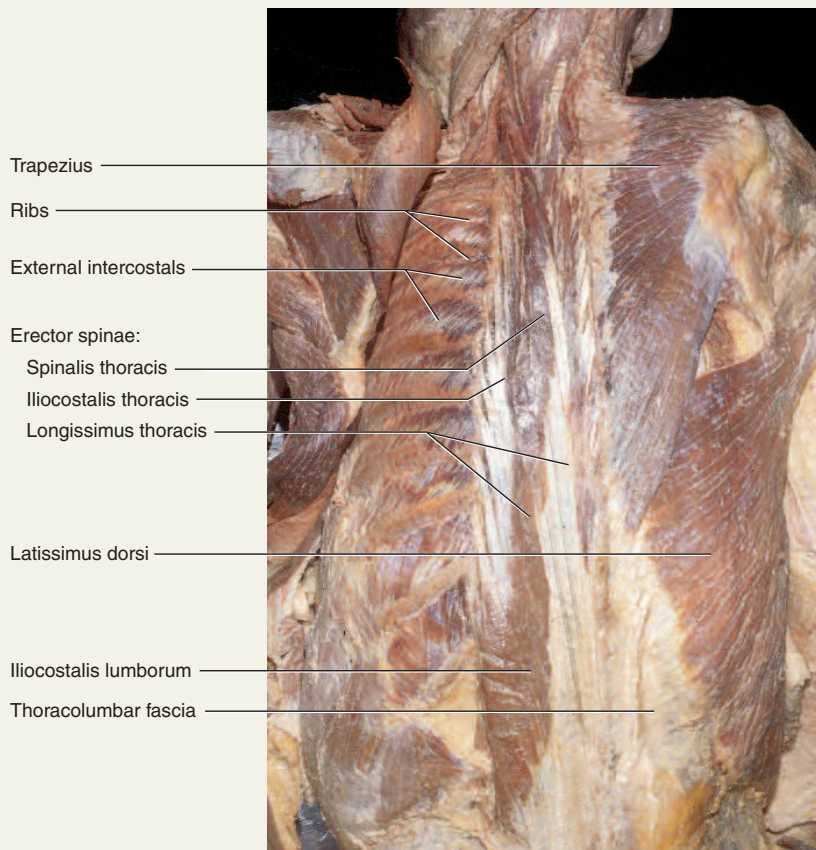 Trapezius
Ribs
External intercostals
Erector spinae:
Spinalis thoracis
Iliocostalis thoracis
Longissimus thoracis
Latissimus dorsi
Iliocostalis lumborum
Thoracolumbar fascia